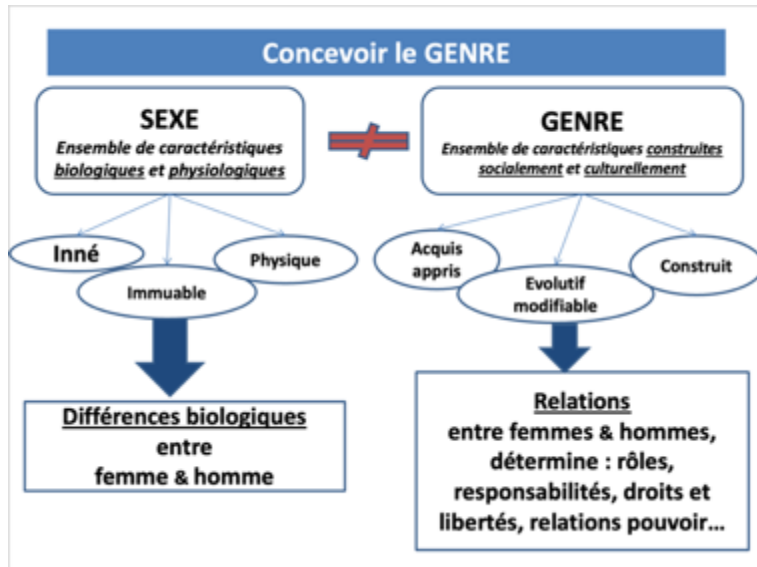 Concevoir le GENRE
SEXE
Ensemble de caractéristiques
biologiques et physiologiques
GENRE
Ensemble de caractéristiques construites
socialement et culturellement
Inné
Immuable
Physique
Acquis
appris
Evolutif
modifiable
Construit
Différences biologiques
entre
femme & homme
Relations
entre femmes & hommes,
détermine : rôles,
responsabilités, droits et
libertés, relations pouvoir...